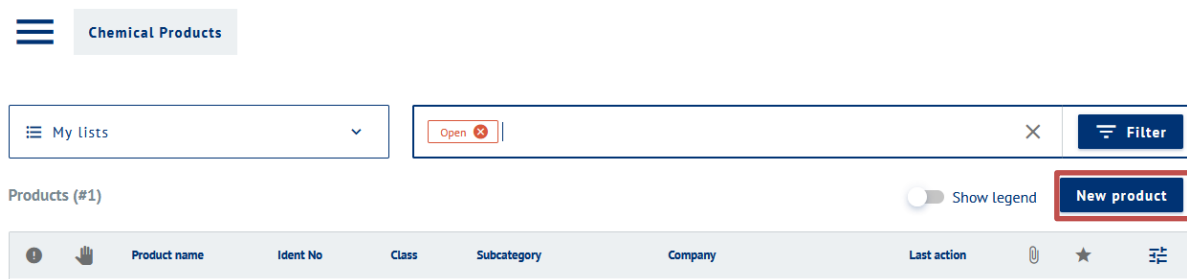 Chemical Products
My lists
Open
Filter
Products (#1)
Show legend
New product
Product name Ident No Class Subcategory Company Last action